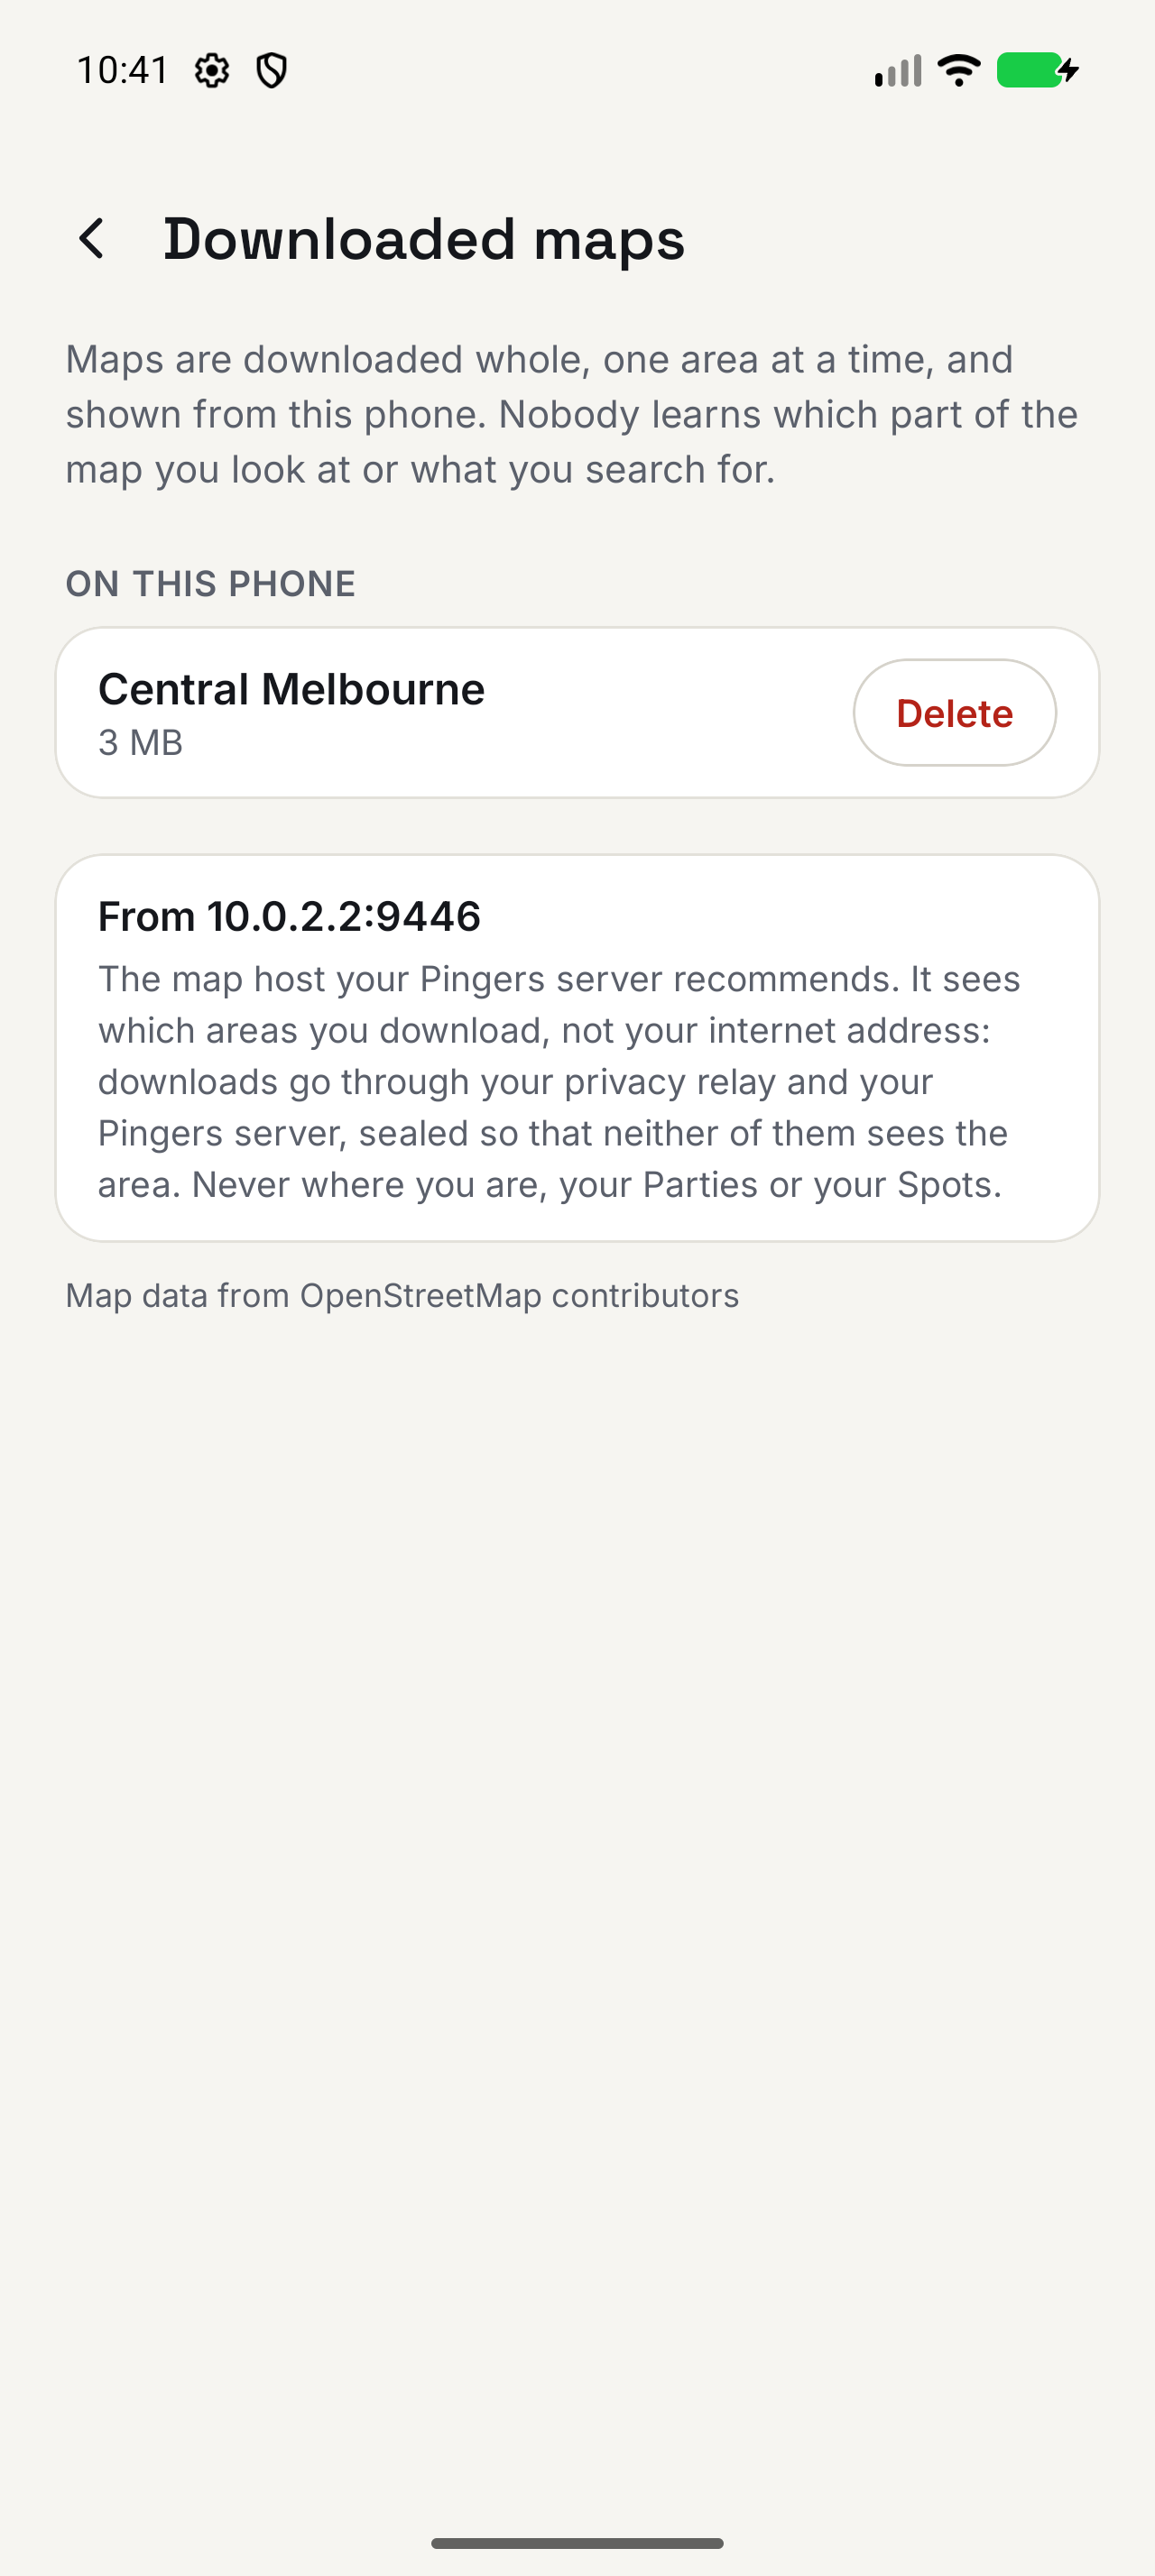 10:41
Downloaded maps
Maps are downloaded whole, one area at a time, and
shown from this phone. Nobody learns which part of the
map you look at or what you search for.
ON THIS PHONE
Central Melbourne
3 MB
Delete
From 10.0.2.2:9446
The map host your Pingers server recommends. It sees
which areas you download, not your internet address:
downloads go through your privacy relay and your
Pingers server, sealed so that neither of them sees the
area. Never where you are, your Parties or your Spots.
Map data from OpenStreetMap contributors